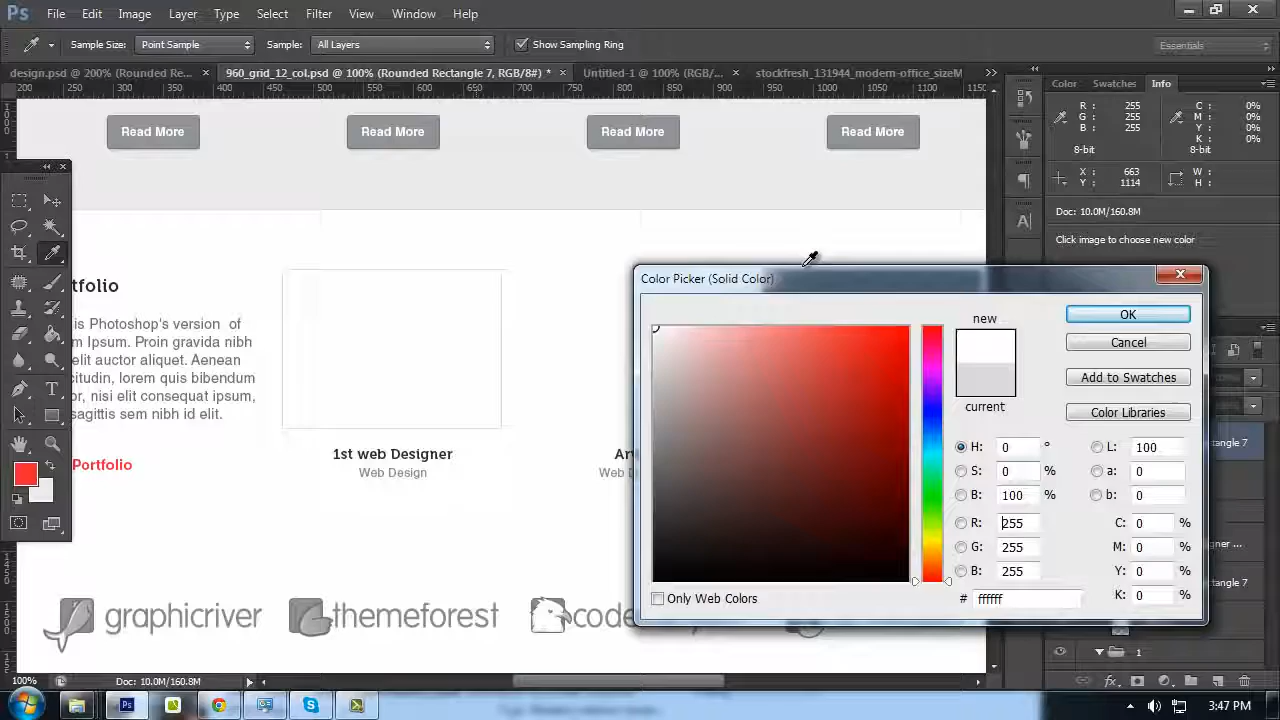 Ps File Edit Image Layer Type Select Filter View Window Help
Sample Size: Point Sample Sample: All Layers Show Sampling Ring Essentials
design.psd @ 200% (Rounded Re... × 960_grid_12_col.psd @ 100% (Rounded Rectangle 7, RGB/8#) * × Untitled-1 @ 100% (RGB/... × stockfresh_131944_modern-office_sizeM
200 250 300 350 400 450 500 550 600 650 700 750 800 850 900 950 1000 1050 1100 1150
Color Swatches Info
R: 255 C: 0%
G: 255 M: 0%
B: 255 Y: 0%
K: 0%
8-bit 8-bit
X: 663 W:
Y: 1114 H:
Doc: 10.0M/160.8M
Click image to choose new color
Read More Read More Read More Read More
tfolio
is Photoshop's version of
m Ipsum. Proin gravida nibh
elit auctor aliquet. Aenean
citudin, lorem quis bibendum
or, nisi elit consequat ipsum,
sagittis sem nibh id elit.
Portfolio
1st web Designer
Web Design
Ar
Web D
graphicriver themeforest code
Color Picker (Solid Color)
new
current
OK
Cancel
Add to Swatches
Color Libraries
H: 0 ° L: 100
S: 0 % a: 0
B: 100 % b: 0
R: 255 C: 0 %
G: 255 M: 0 %
B: 255 Y: 0 %
# ffffff K: 0 %
Only Web Colors
tangle 7
ner ...
tangle 7
1
100% Doc: 10.0M/160.8M
3:47 PM